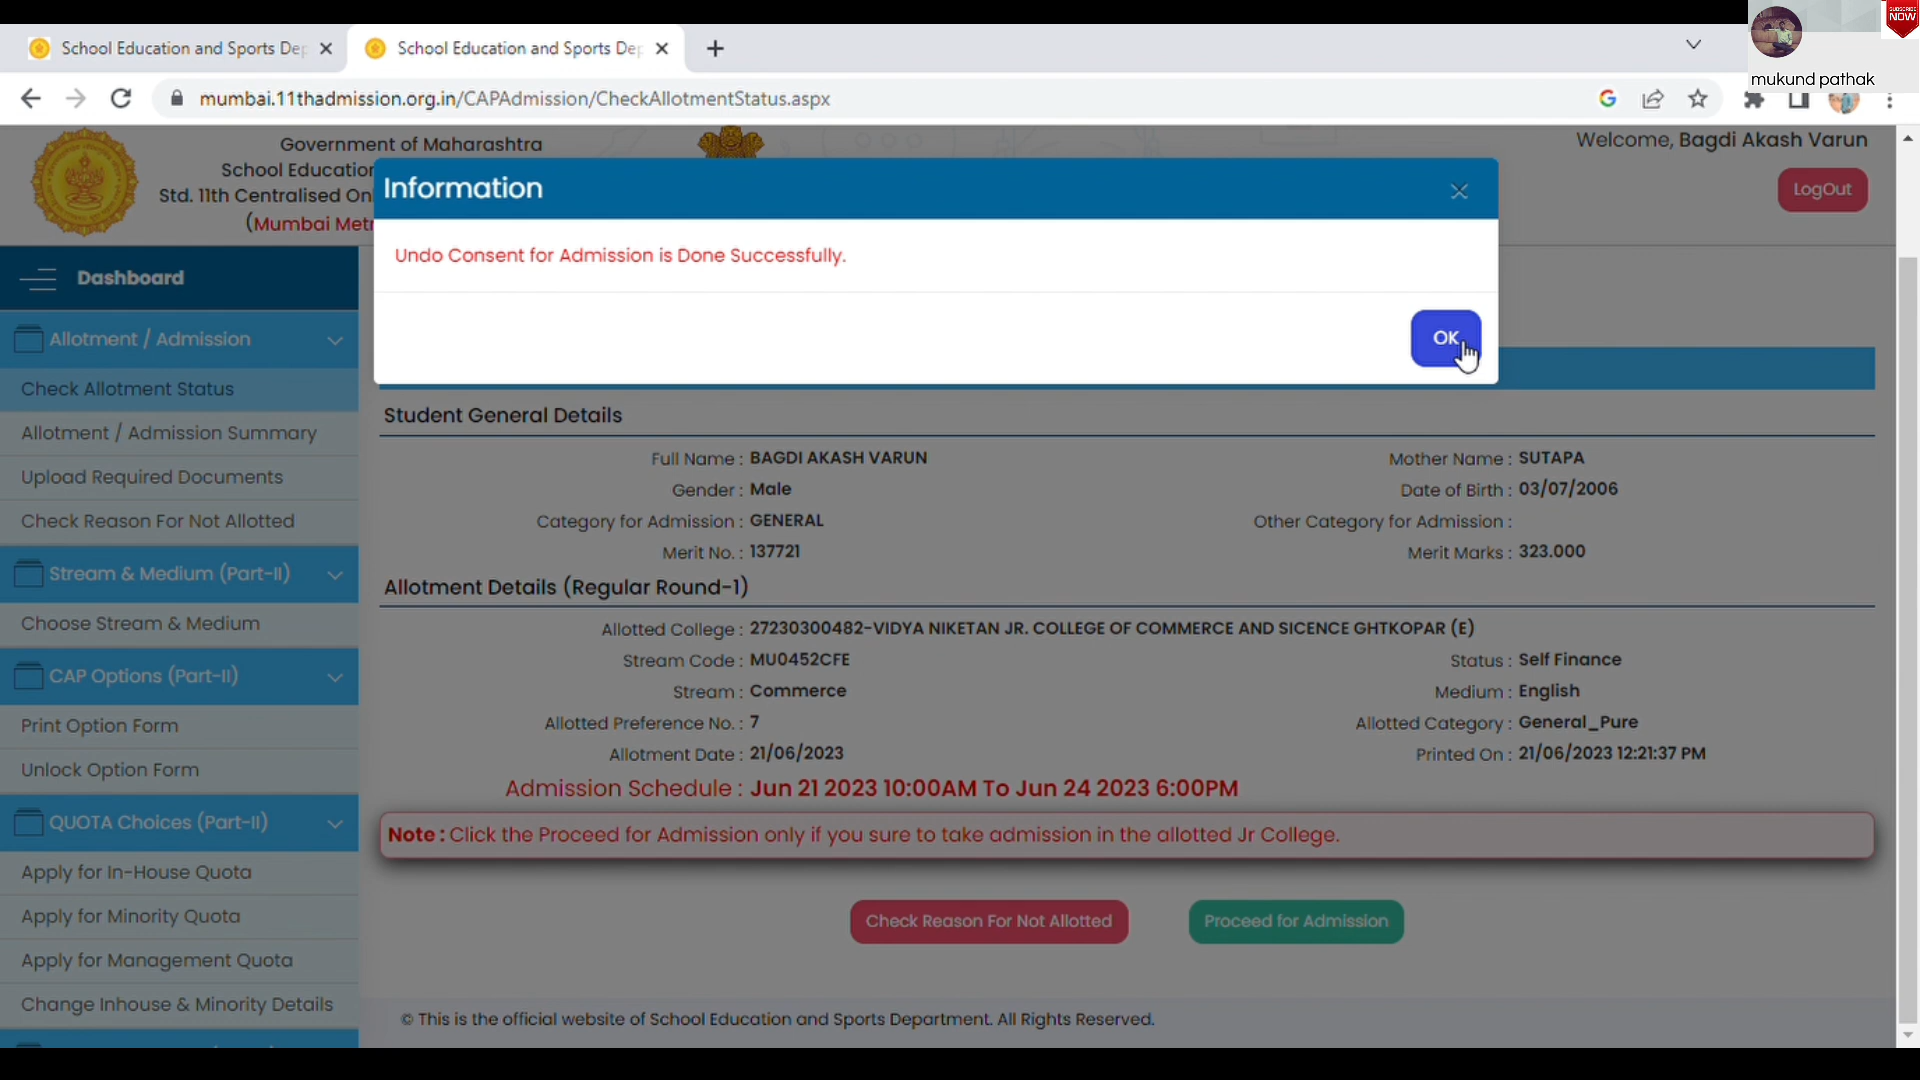 School Education and Sports De
School Education and Sports De
SUBSCRIBE NOW
mukund pathak
mumbai.11thadmission.org.in/CAPAdmission/CheckAllotmentStatus.aspx
Government of Maharashtra
School Education
Std. 11th Centralised Onl
(Mumbai Metr
Welcome, Bagdi Akash Varun
LogOut
Information
Undo Consent for Admission is Done Successfully.
OK
Dashboard
Allotment / Admission
Check Allotment Status
Allotment / Admission Summary
Upload Required Documents
Check Reason For Not Allotted
Stream & Medium (Part-II)
Choose Stream & Medium
CAP Options (Part-II)
Print Option Form
Unlock Option Form
QUOTA Choices (Part-II)
Apply for In-House Quota
Apply for Minority Quota
Apply for Management Quota
Change Inhouse & Minority Details
Student General Details
Full Name : BAGDI AKASH VARUN Mother Name : SUTAPA
Gender : Male Date of Birth : 03/07/2006
Category for Admission : GENERAL Other Category for Admission :
Merit No. : 137721 Merit Marks : 323.000
Allotment Details (Regular Round-1)
Allotted College : 27230300482-VIDYA NIKETAN JR. COLLEGE OF COMMERCE AND SICENCE GHTKOPAR (E)
Stream Code : MU0452CFE Status : Self Finance
Stream : Commerce Medium : English
Allotted Preference No. : 7 Allotted Category : General_Pure
Allotment Date : 21/06/2023 Printed On : 21/06/2023 12:21:37 PM
Admission Schedule : Jun 21 2023 10:00AM To Jun 24 2023 6:00PM
Note : Click the Proceed for Admission only if you sure to take admission in the allotted Jr College.
Check Reason For Not Allotted Proceed for Admission
© This is the official website of School Education and Sports Department. All Rights Reserved.